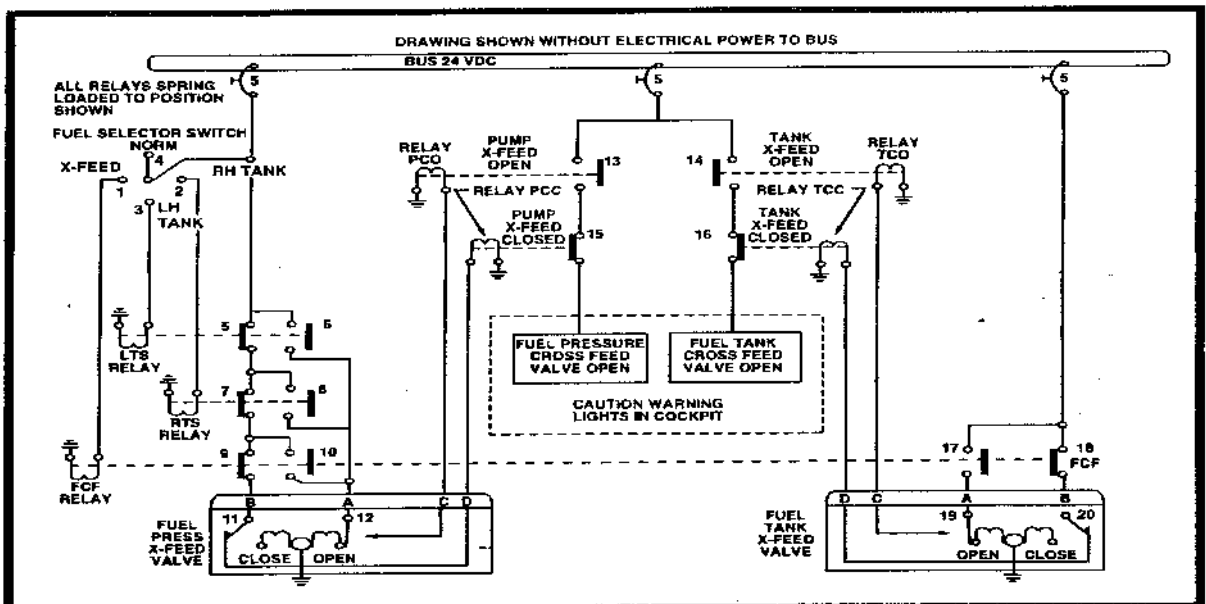 DRAWING SHOWN WITHOUT ELECTRICAL POWER TO BUS
BUS 24 VDC
5
5
5
ALL RELAYS SPRING
LOADED TO POSITION
SHOWN
FUEL SELECTOR SWITCH
NORM
4
X-FEED
1
2
RH TANK
3
LH
TANK
RELAY
PCO
PUMP
X-FEED
OPEN
13
14
TANK
X-FEED
OPEN
RELAY
TCO
RELAY PCC
RELAY TCC
PUMP
X-FEED
CLOSED
15
16
TANK
X-FEED
CLOSED
5
6
LTS
RELAY
7
8
RTS
RELAY
9
10
FCF
RELAY
FUEL PRESSURE
CROSS FEED
VALVE OPEN
FUEL TANK
CROSS FEED
VALVE OPEN
CAUTION WARNING
LIGHTS IN COCKPIT
17
18
FCF
B
A
C
D
11
12
FUEL
PRESS
X-FEED
VALVE
CLOSE
OPEN
D
C
A
B
19
20
FUEL
TANK
X-FEED
VALVE
OPEN
CLOSE